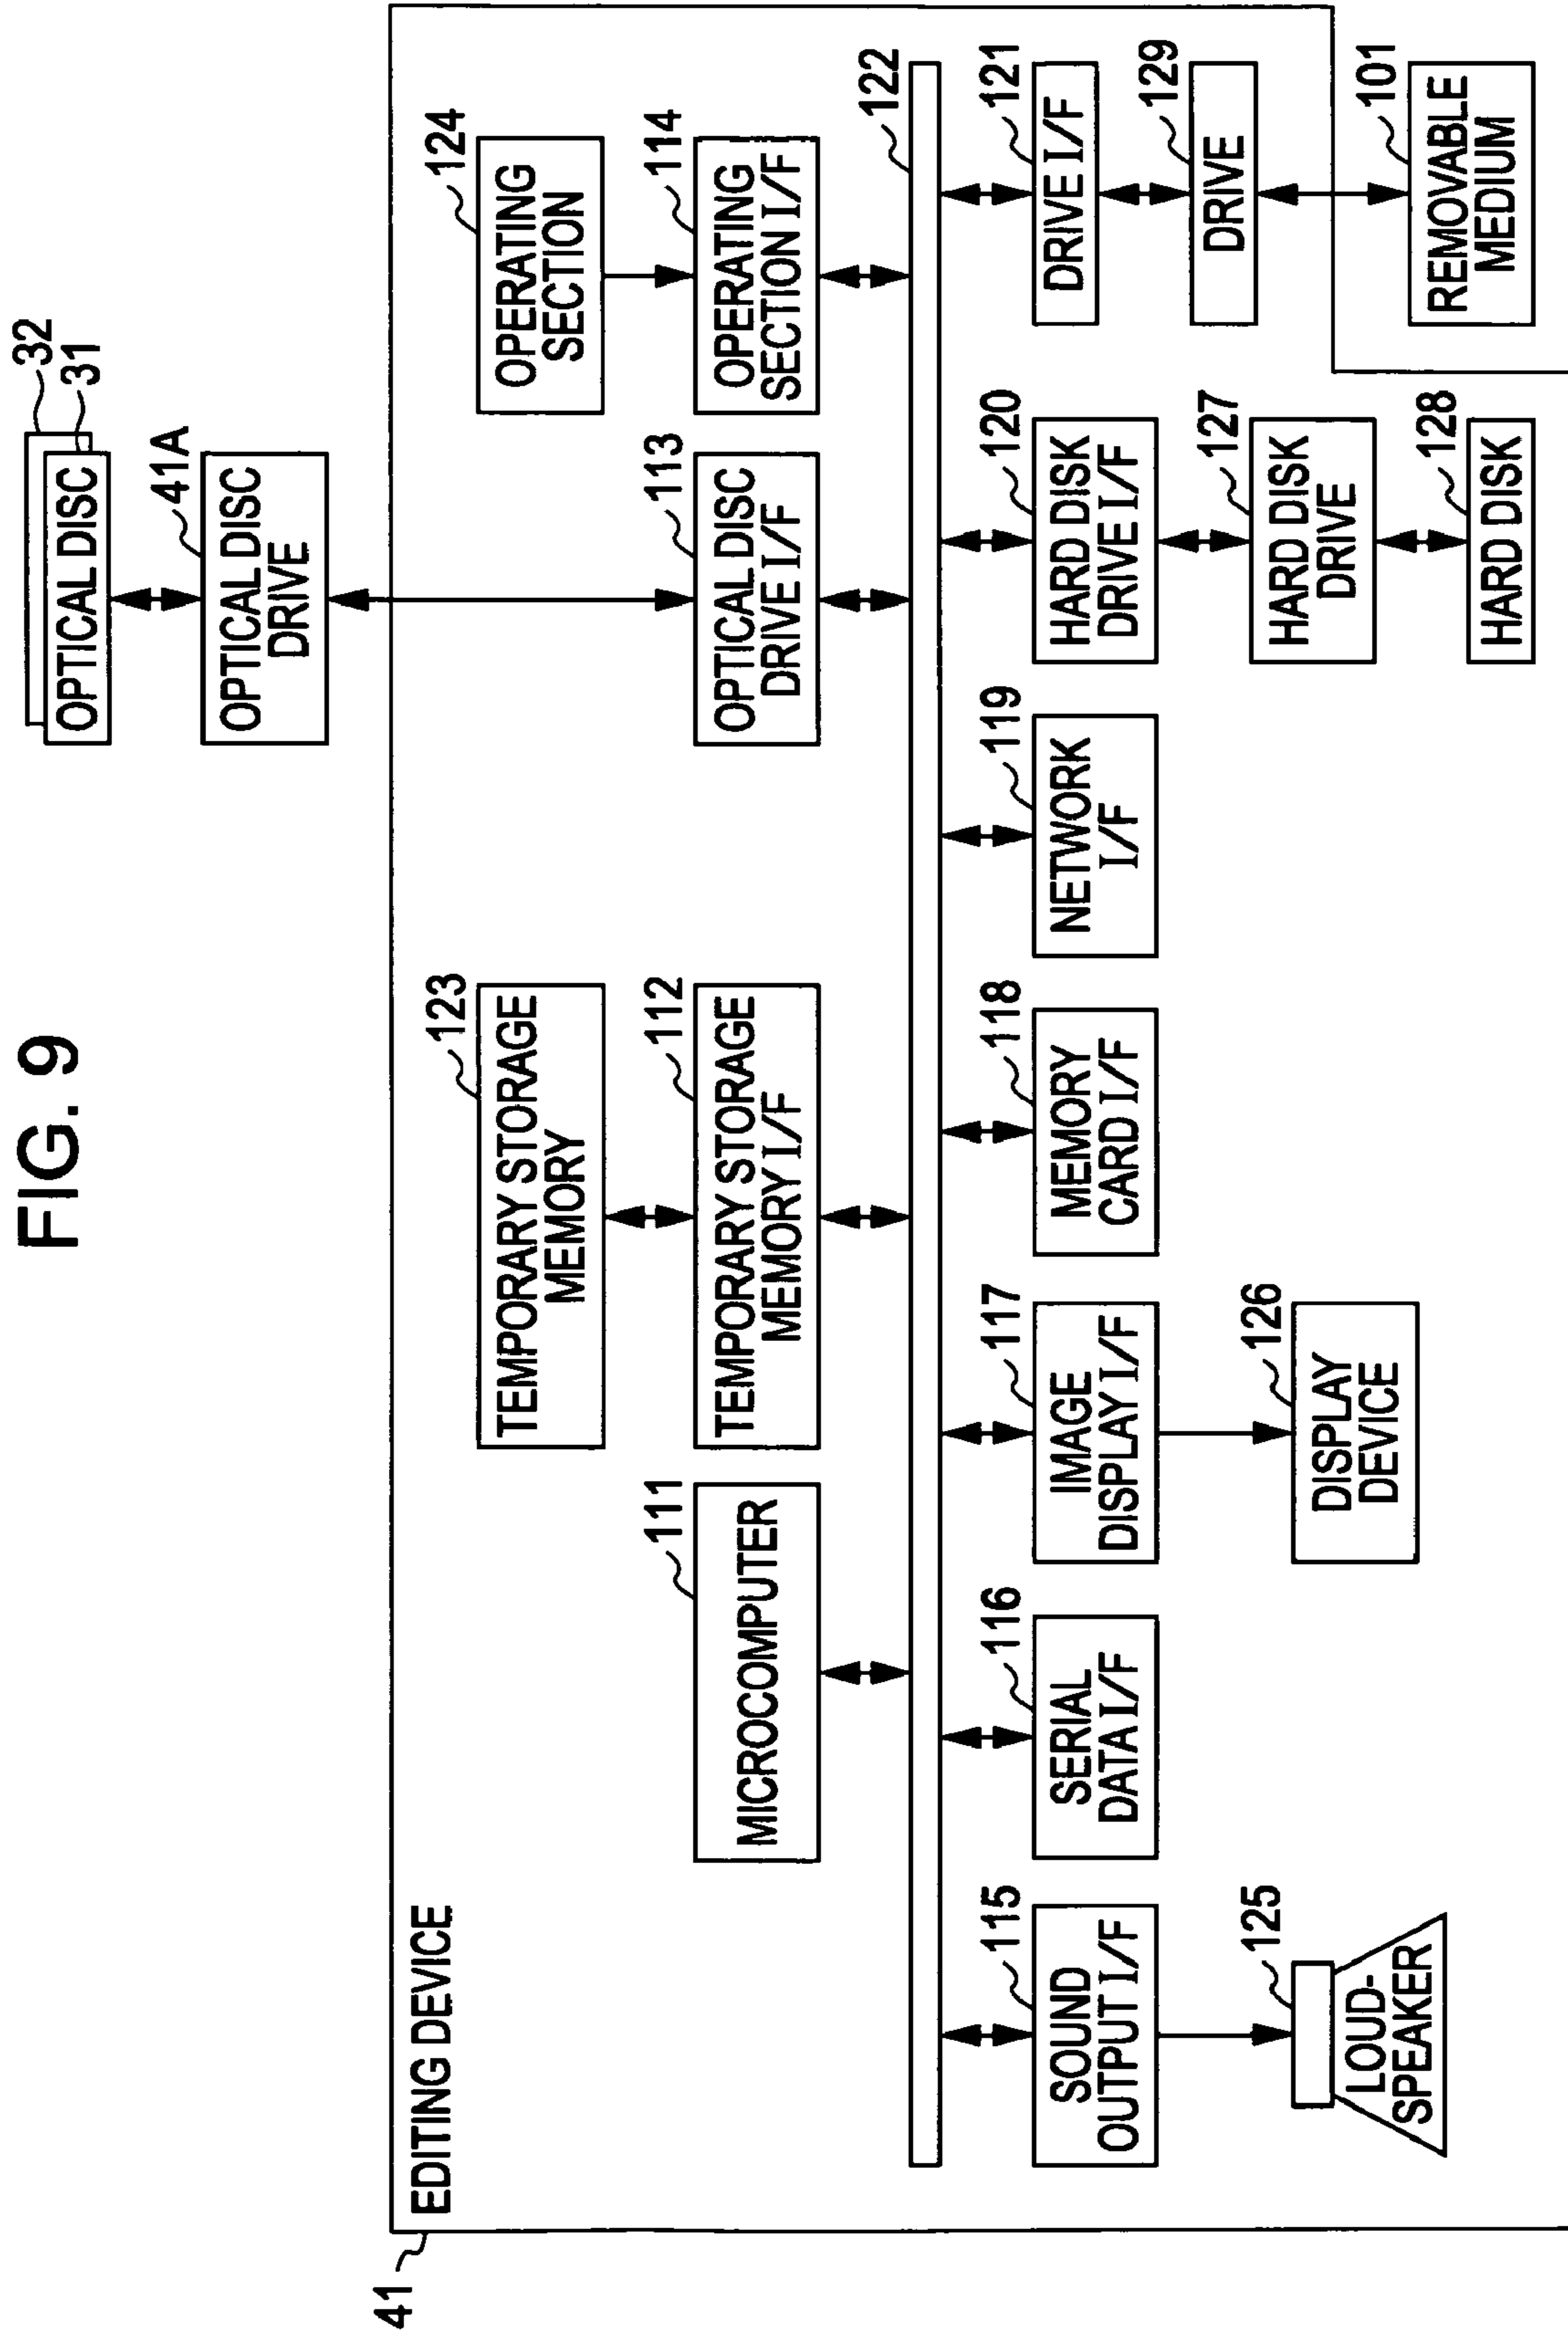 FIG. 9
32
31
OPTICAL DISC
41A
OPTICAL DISC
DRIVE
41
EDITING DEVICE
123
TEMPORARY STORAGE
MEMORY
124
OPERATING
SECTION
111
MICROCOMPUTER
112
TEMPORARY STORAGE
MEMORY I/F
113
OPTICAL DISC
DRIVE I/F
114
OPERATING
SECTION I/F
122
115
SOUND
OUTPUT I/F
116
SERIAL
DATA I/F
117
IMAGE
DISPLAY I/F
118
MEMORY
CARD I/F
119
NETWORK
I/F
120
HARD DISK
DRIVE I/F
121
DRIVE I/F
125
LOUD-
SPEAKER
126
DISPLAY
DEVICE
127
HARD DISK
DRIVE
129
DRIVE
128
HARD DISK
101
REMOVABLE
MEDIUM